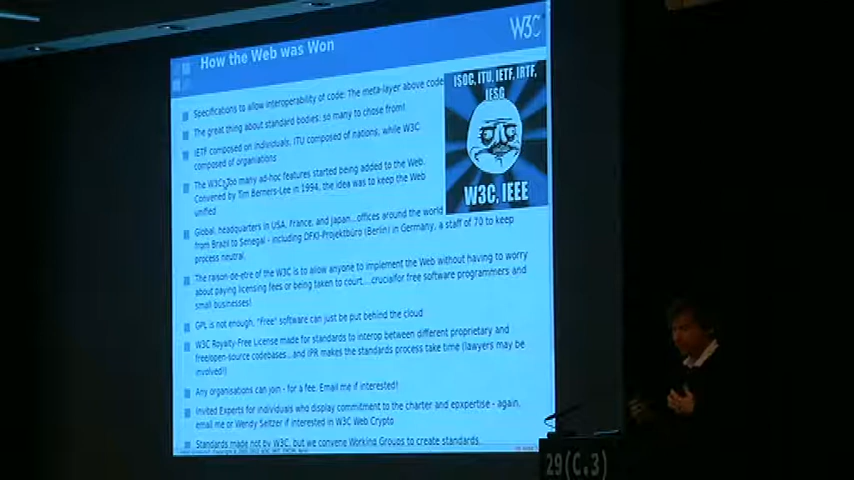 How the Web was Won
W3C
Specifications to allow interoperability of code: The meta-layer above code
The great thing about standard bodies: so many to chose from!
IETF composed on individuals, ITU composed of nations, while W3C
composed of organiations
The W3C: Too many ad-hoc features started being added to the Web.
Convened by Tim Berners-Lee in 1994, the idea was to keep the Web
unified
Global, headquarters in USA, France, and Japan...offices around the world
from Brazil to Senegal - including DFKI-Projektbüro (Berlin) in Germany, a staff of 70 to keep
process neutral.
The raison-de-etre of the W3C is to allow anyone to implement the Web without having to worry
about paying licensing fees or being taken to court....crucialfor free software programmers and
small businesses!
GPL is not enough, "Free" software can just be put behind the cloud
W3C Royalty-Free License made for standards to interop between different proprietary and
free/open-source codebases...and IPR makes the standards process take time (lawyers may be
involved!)
Any organisations can join - for a fee. Email me if interested!
Invited Experts for individuals who display commitment to the charter and epxpertise - again,
email me or Wendy Seltzer if interested in W3C Web Crypto
Standards made not by W3C, but we convene Working Groups to create standards.
ISOC, ITU, IETF, IRTF,
IESG
W3C, IEEE
29(C.3)